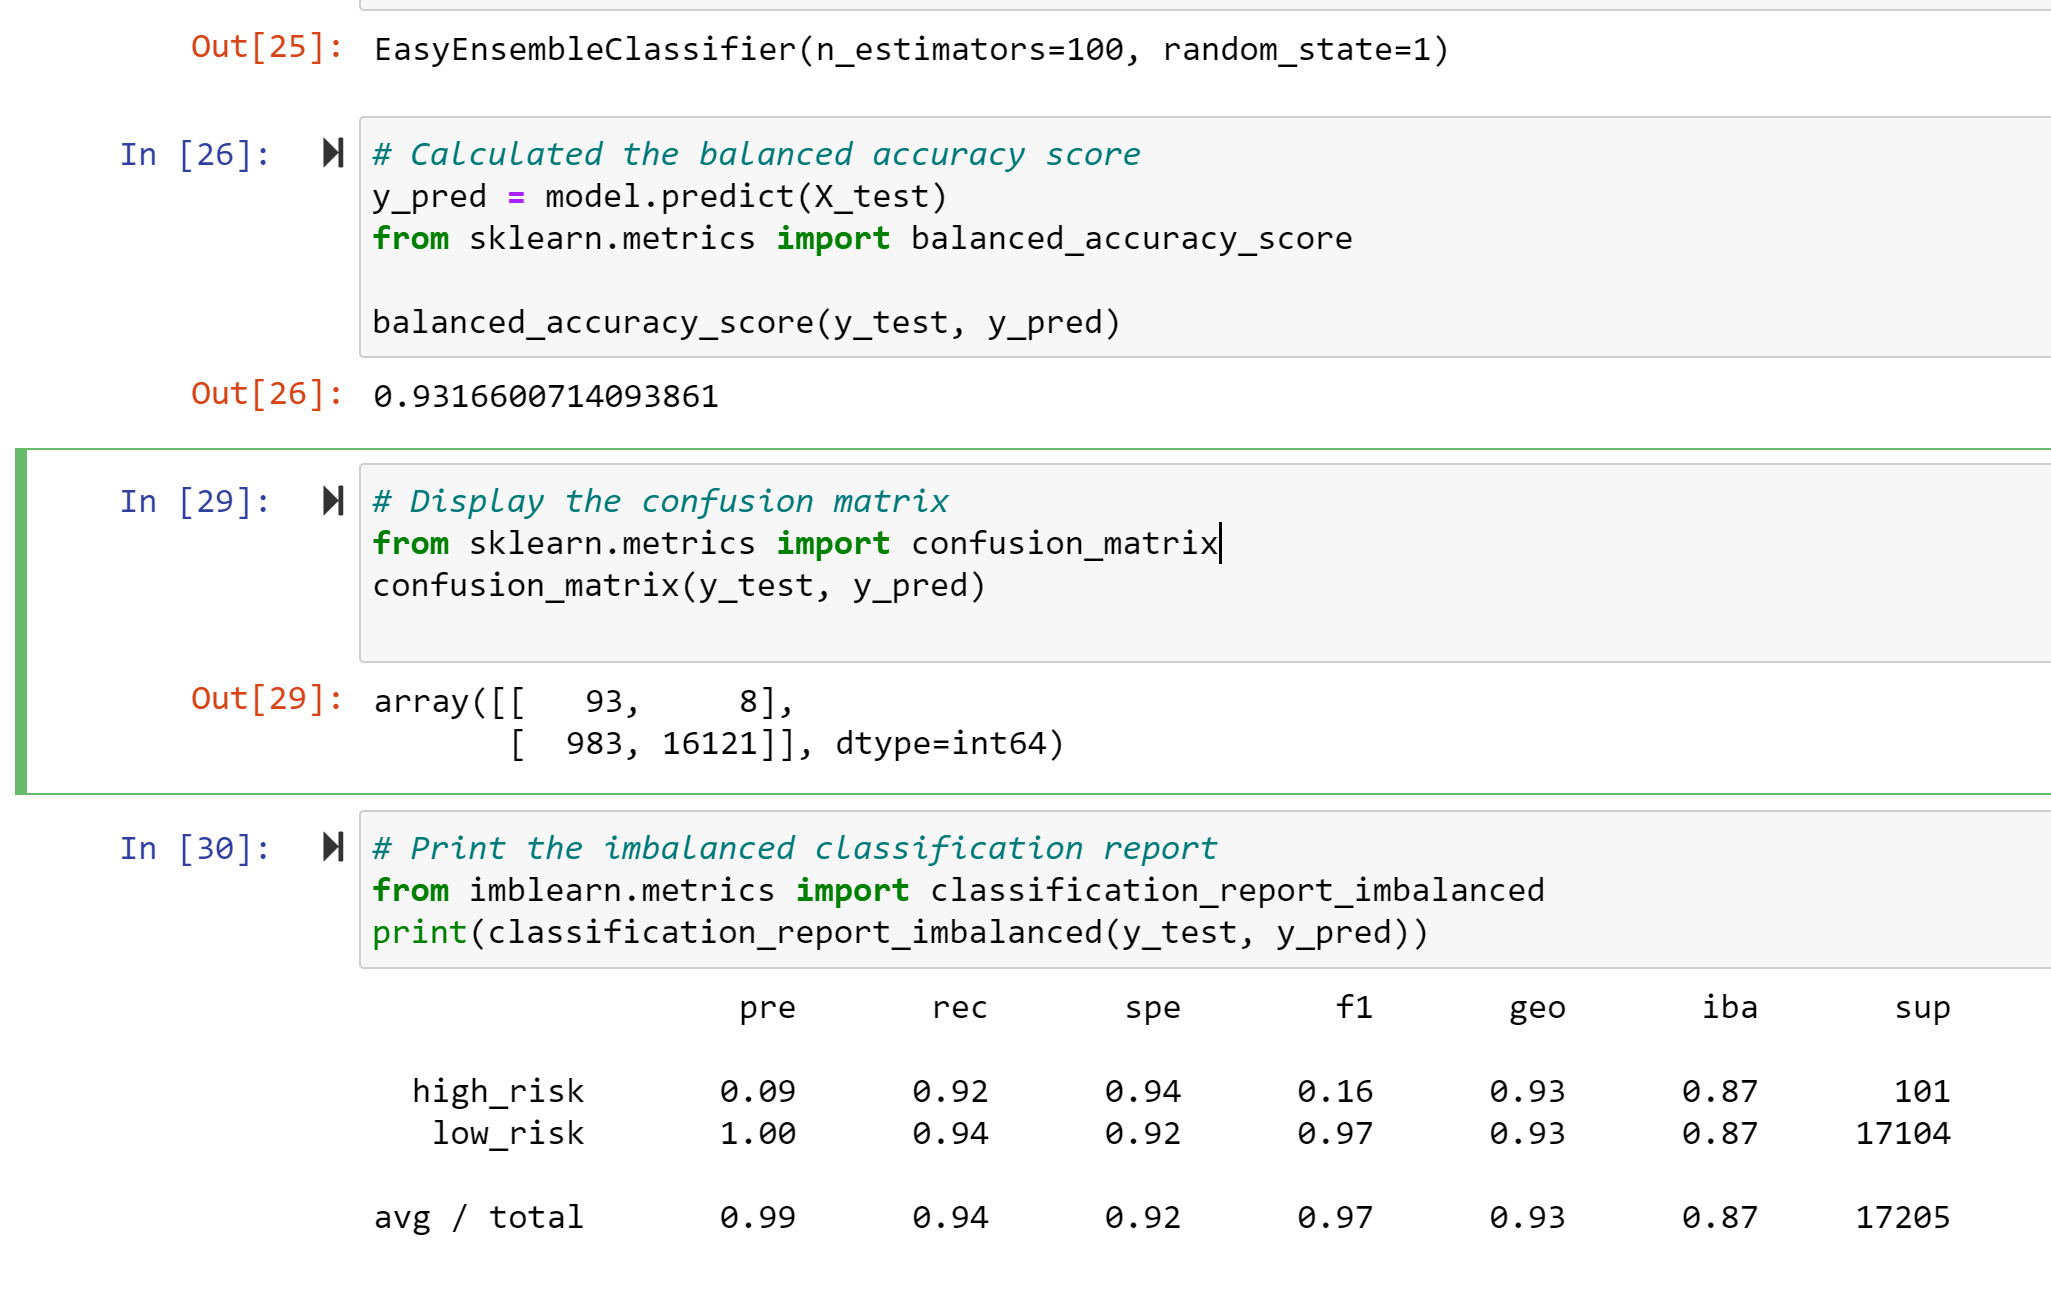 Out[25]: EasyEnsembleClassifier(n_estimators=100, random_state=1)
In [26]: # Calculated the balanced accuracy score
y_pred = model.predict(X_test)
from sklearn.metrics import balanced_accuracy_score
balanced_accuracy_score(y_test, y_pred)
Out[26]: 0.9316600714093861
In [29]: # Display the confusion matrix
from sklearn.metrics import confusion_matrix
confusion_matrix(y_test, y_pred)
Out[29]: array([[   93,     8],
       [  983, 16121]], dtype=int64)
In [30]: # Print the imbalanced classification report
from imblearn.metrics import classification_report_imbalanced
print(classification_report_imbalanced(y_test, y_pred))
pre rec spe f1 geo iba sup
high_risk 0.09 0.92 0.94 0.16 0.93 0.87 101
low_risk 1.00 0.94 0.92 0.97 0.93 0.87 17104
avg / total 0.99 0.94 0.92 0.97 0.93 0.87 17205